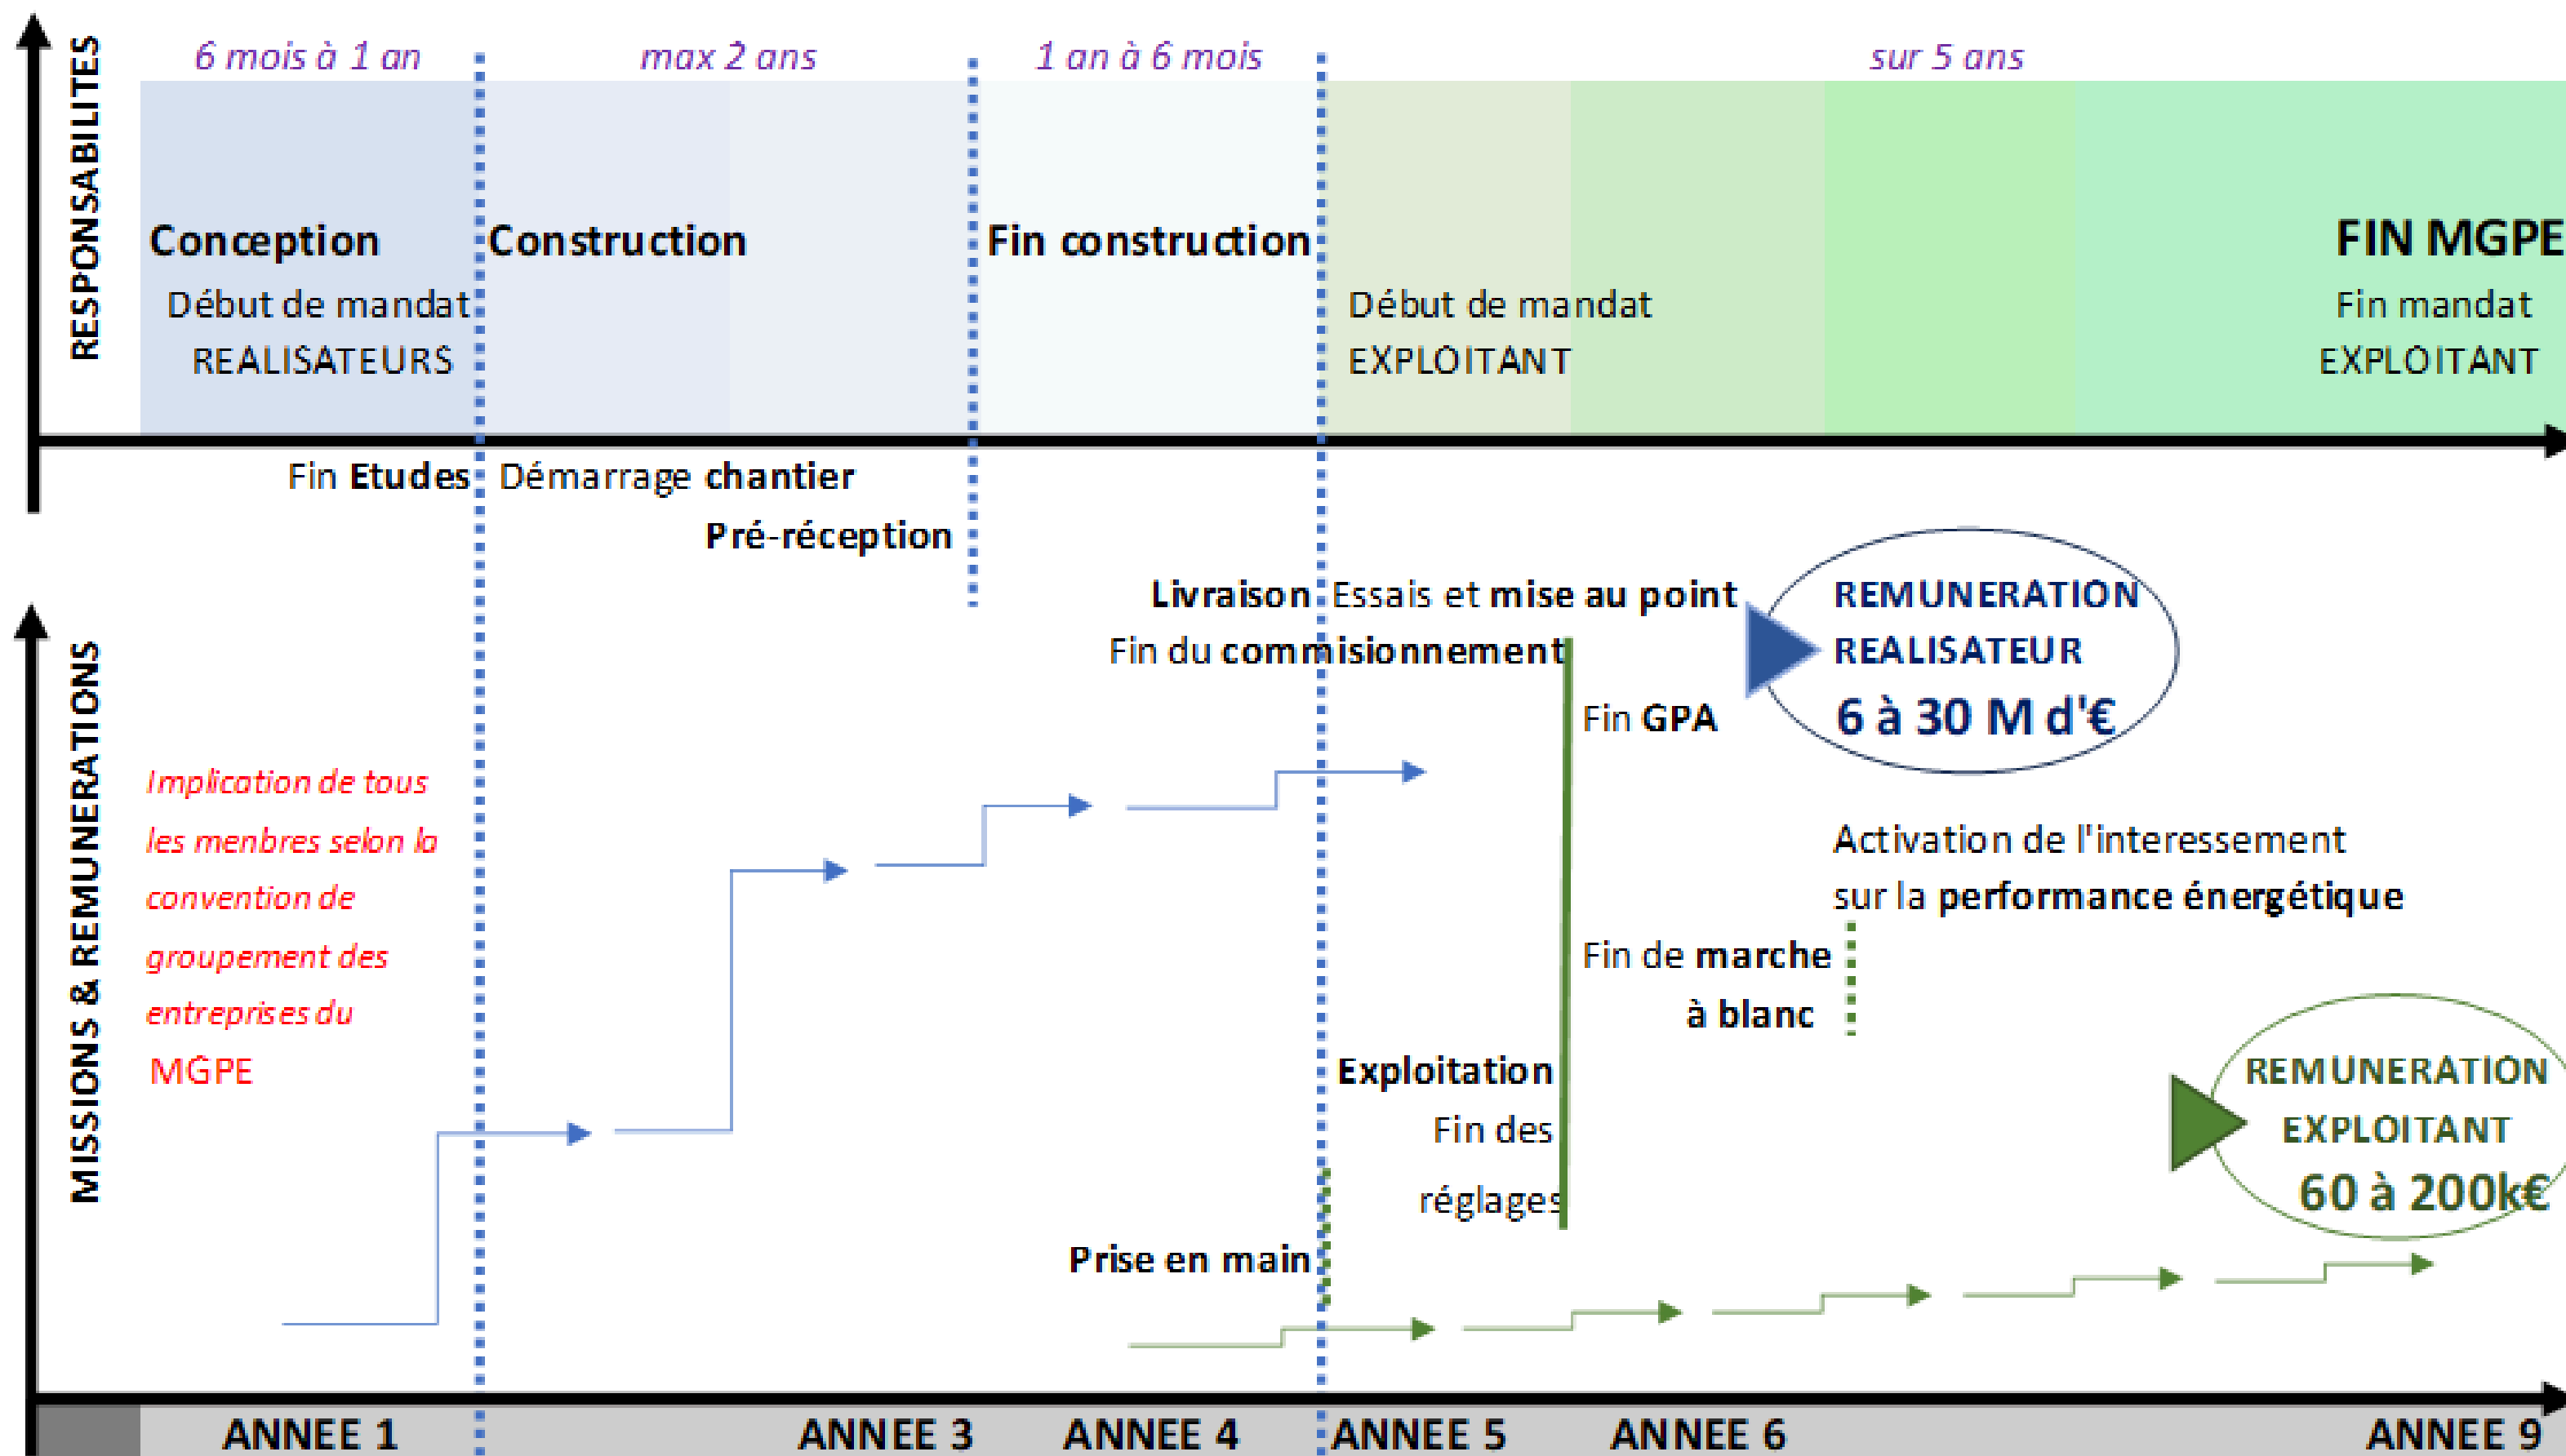 RESPONSABILITES
6 mois à 1 an
max 2 ans
1 an à 6 mois
sur 5 ans
Conception
Début de mandat
REALISATEURS
Construction
Fin construction
Début de mandat
EXPLOITANT
FIN MGPE
Fin mandat
EXPLOITANT
Fin Etudes
Démarrage chantier
Pré-réception
MISSIONS & REMUNERATIONS
Livraison
Essais et mise au point
Fin du commisionnement
Fin GPA
REMUNERATION
REALISATEUR
6 à 30 M d'€
Implication de tous
les menbres selon la
convention de
groupement des
entreprises du
MGPE
Activation de l'interessement
sur la performance énergétique
Fin de marche
à blanc
Exploitation
Fin des
réglages
Prise en main
REMUNERATION
EXPLOITANT
60 à 200k€
ANNEE 1
ANNEE 3
ANNEE 4
ANNEE 5
ANNEE 6
ANNEE 9